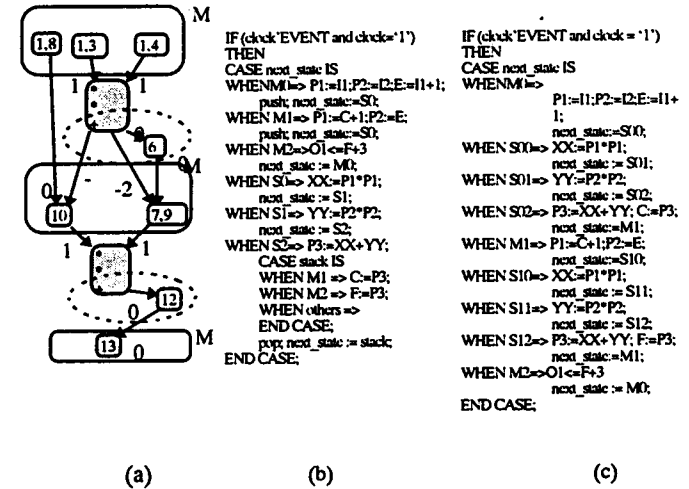 M
1,8
1,3
1,4
1
1
6
M
0
-
-2
10
7,9
1
1
12
0
13
0
M
(a)
IF (clock'EVENT and clock='1')
THEN
CASE next_state IS
WHEN M0=> P1:=I1;P2:=I2;E:=I1+1;
push; next_state:=S0;
WHEN M1=> P1:=C+1;P2:=E;
push; next_state:=S0;
WHEN M2=>O1<=F+3
next_state := M0;
WHEN S0=> XX:=P1*P1;
next_state := S1;
WHEN S1=> YY:=P2*P2;
next_state := S2;
WHEN S2=> P3:=XX+YY;
CASE stack IS
WHEN M1 => C:=P3;
WHEN M2 => F:=P3;
WHEN others =>
END CASE;
pop; next_state := stack;
END CASE;
(b)
IF (clock'EVENT and clock = '1')
THEN
CASE next_state IS
WHENM0=>
P1:=I1;P2:=I2;E:=I1+
1;
next_state:=S00;
WHEN S00=> XX:=P1*P1;
next_state := S01;
WHEN S01=> YY:=P2*P2;
next_state := S02;
WHEN S02=> P3:=XX+YY; C:=P3;
next_state:=M1;
WHEN M1=> P1:=C+1;P2:=E;
next_state:=S10;
WHEN S10=> XX:=P1*P1;
next_state := S11;
WHEN S11=> YY:=P2*P2;
next_state := S12;
WHEN S12=> P3:=XX+YY; F:=P3;
next_state:=M1;
WHEN M2=>O1<=F+3
next_state := M0;
END CASE;
(c)